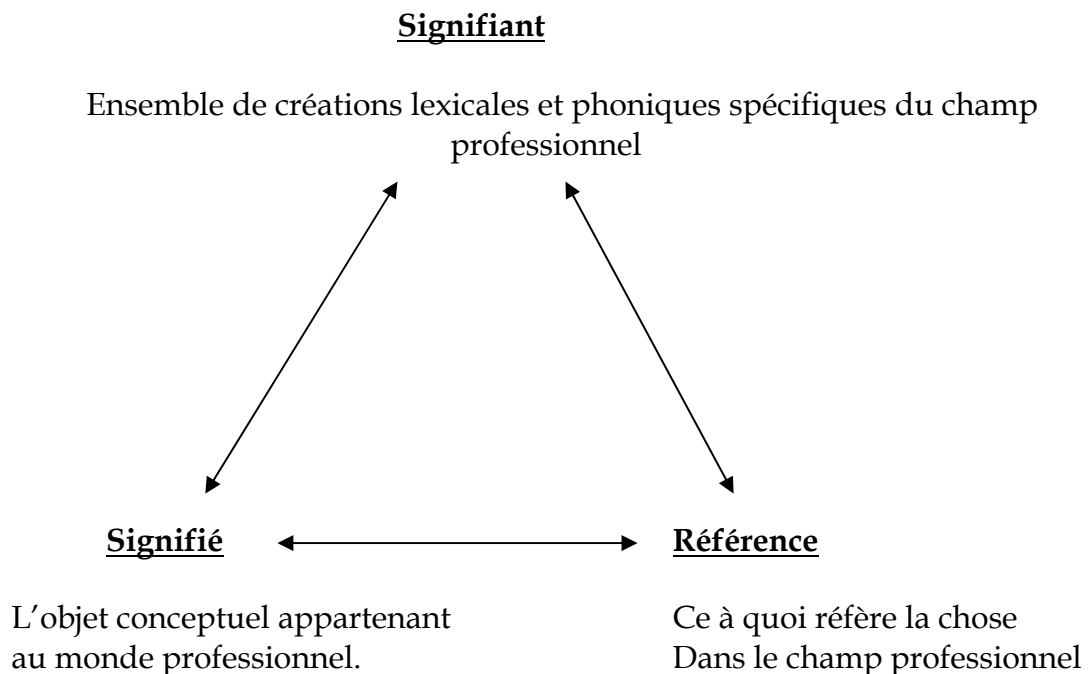 Signifiant
Ensemble de créations lexicales et phoniques spécifiques du champ
professionnel
Signifié
Référence
L'objet conceptuel appartenant
au monde professionnel.
Ce à quoi réfère la chose
Dans le champ professionnel